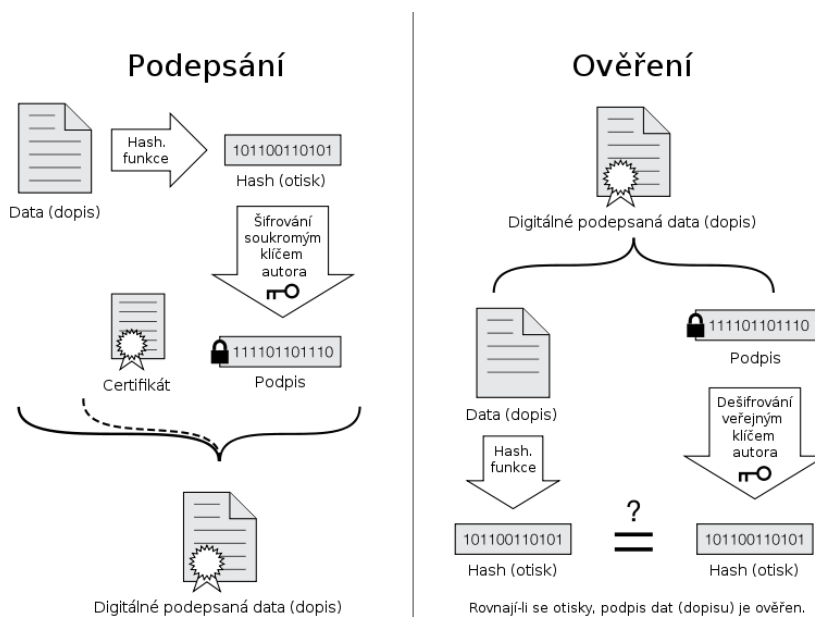 Podepsání
Hash.
funkce
101100110101
Hash (otisk)
Data (dopis)
Šifrování
soukromým
klíčem
autora
Certifikát
111101101110
Podpis
Digitálné podepsaná data (dopis)
Ověření
Digitálné podepsaná data (dopis)
111101101110
Podpis
Data (dopis)
Dešifrování
veřejným
klíčem
autora
Hash.
funkce
101100110101
Hash (otisk)
?
=
101100110101
Hash (otisk)
Rovnají-li se otisky, podpis dat (dopisu) je ověřen.